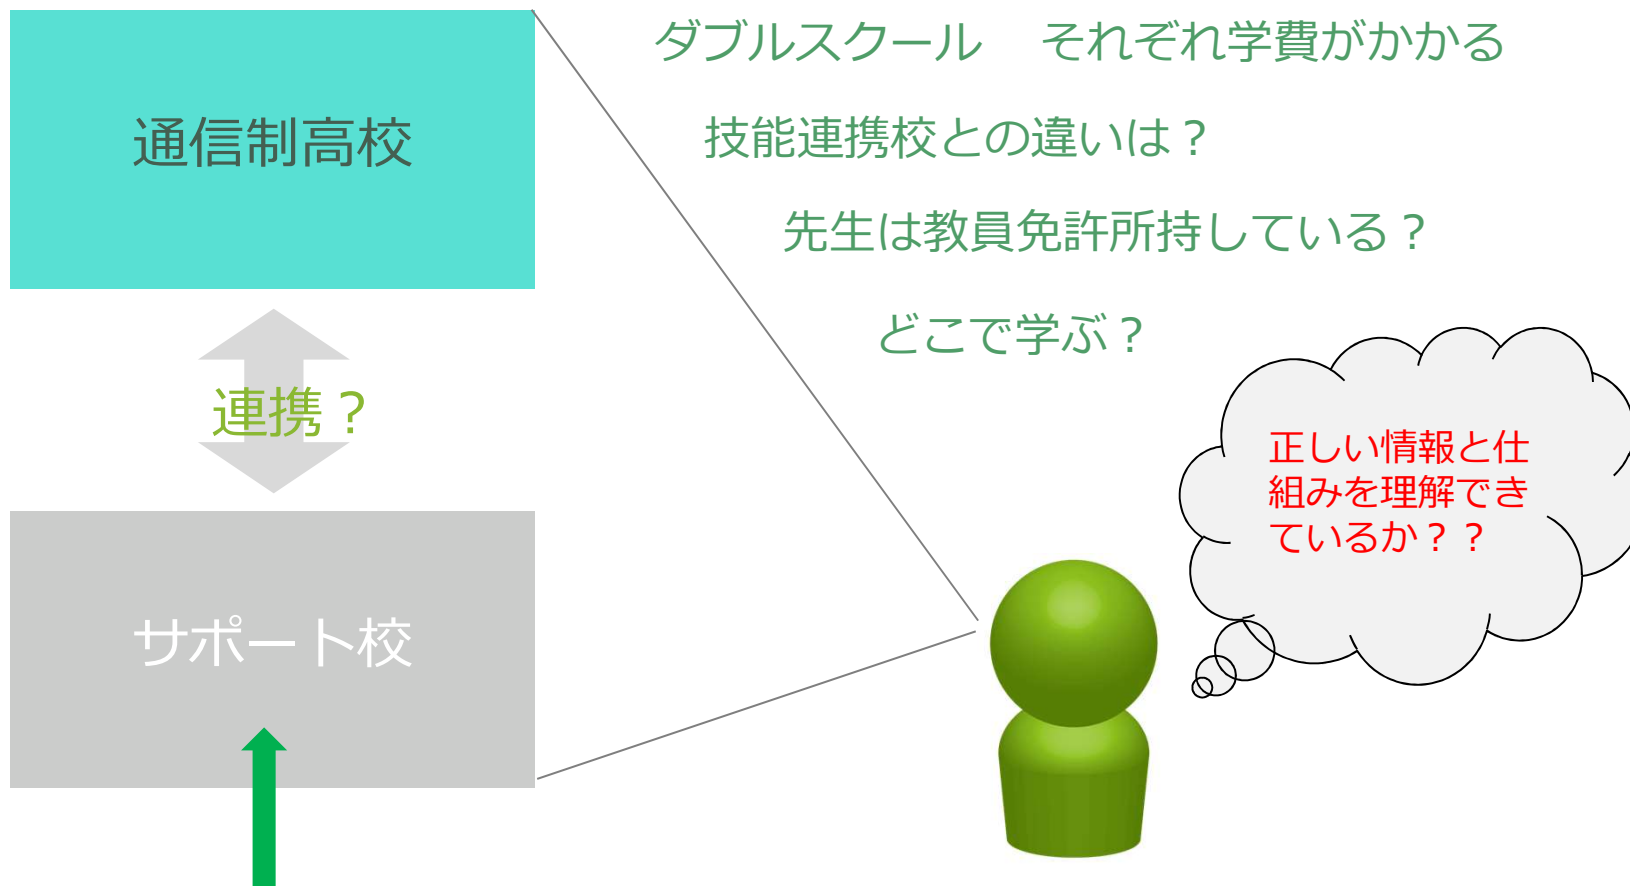 通信制高校
連携？
サポート校
ダブルスクール　それぞれ学費がかかる
技能連携校との違いは？
先生は教員免許所持している？
どこで学ぶ？
正しい情報と仕
組みを理解でき
ているか？？